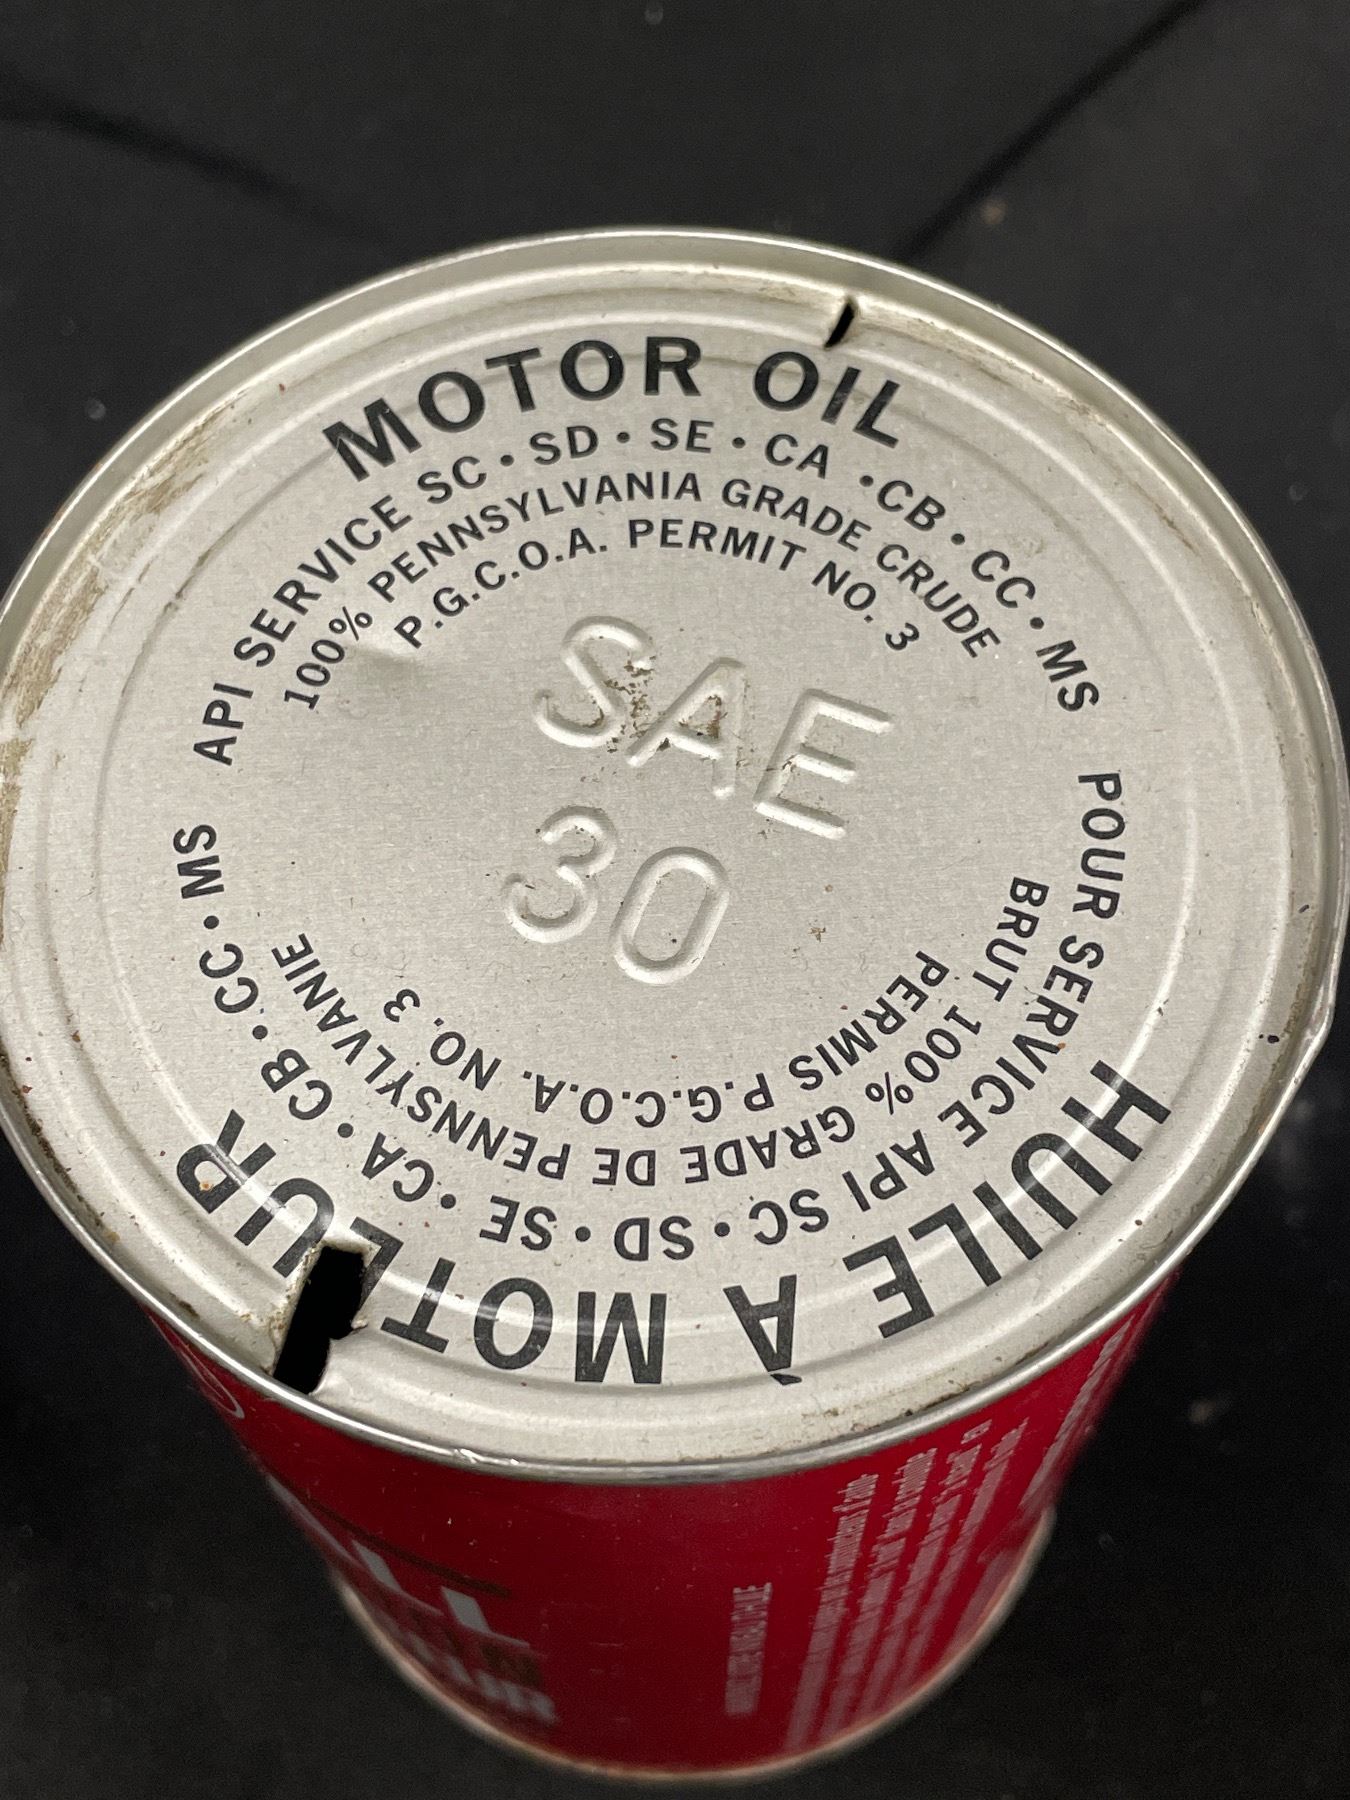 MOTOR OIL
API SERVICE SC • SD • SE • CA • CB • CC • MS
100% PENNSYLVANIA GRADE CRUDE
P.G.C.O.A. PERMIT NO. 3
SAE
30
PERMIS P.G.C.O.A. NO. 3
BRUT 100% GRADE DE PENNSYLVANIE
POUR SERVICE API SC • SD • SE • CA • CB • CC • MS
HUILE À MOTEUR